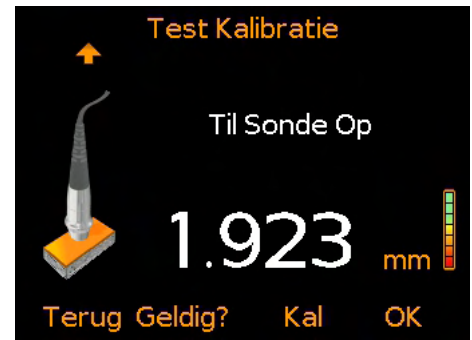 Test Kalibratie
Til Sonde Op
1.923 mm
Terug Geldig? Kal OK